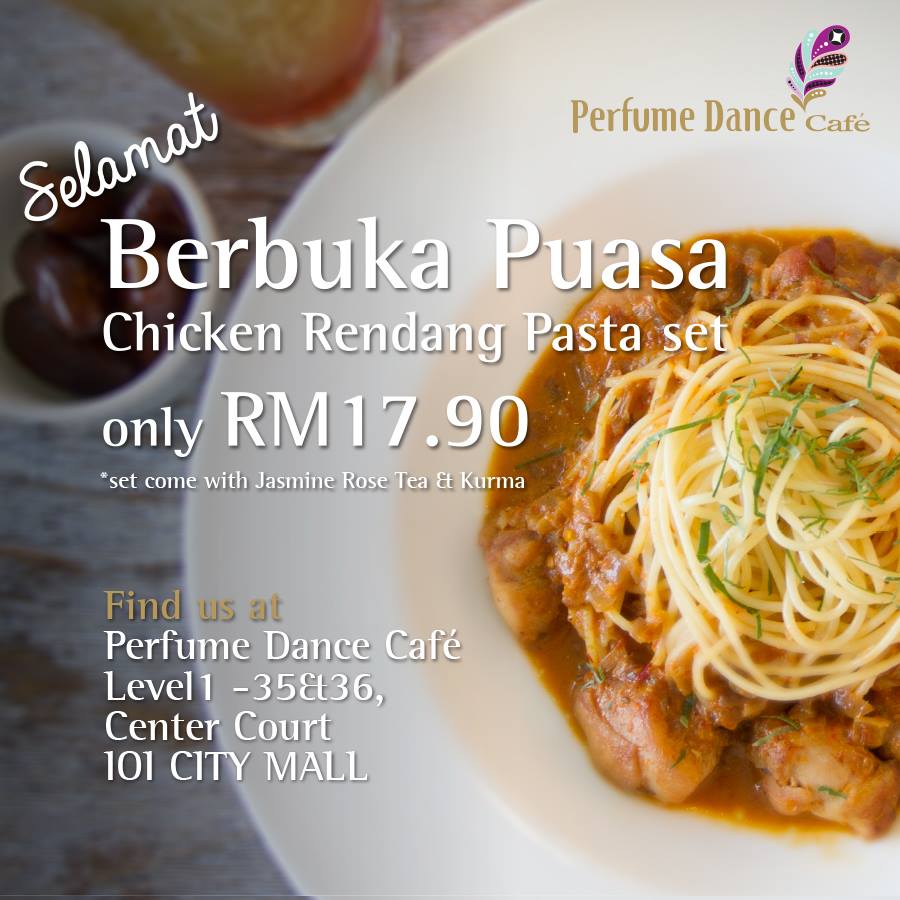 Perfume Dance Café
Selamat
Berbuka Puasa
Chicken Rendang Pasta set
only RM17.90
*set come with Jasmine Rose Tea & Kurma
Find us at
Perfume Dance Café
Level1 -35&36,
Center Court
IOI CITY MALL